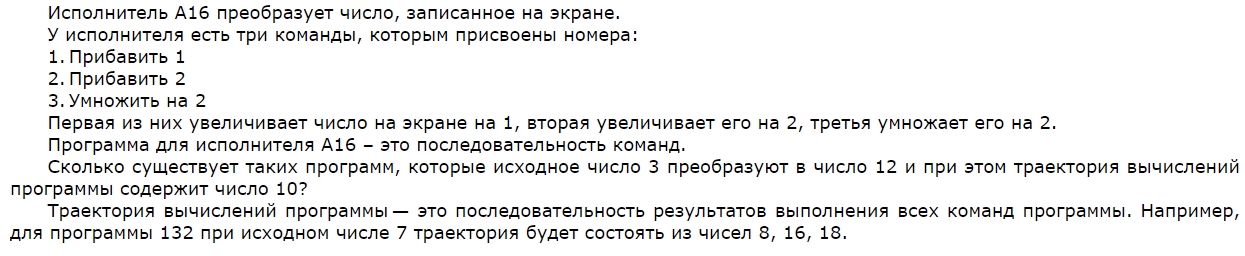 Исполнитель А16 преобразует число, записанное на экране.
У исполнителя есть три команды, которым присвоены номера:
1. Прибавить 1
2. Прибавить 2
3. Умножить на 2
Первая из них увеличивает число на экране на 1, вторая увеличивает его на 2, третья умножает его на 2.
Программа для исполнителя А16 – это последовательность команд.
Сколько существует таких программ, которые исходное число 3 преобразуют в число 12 и при этом траектория вычислений
программы содержит число 10?
Траектория вычислений программы — это последовательность результатов выполнения всех команд программы. Например,
для программы 132 при исходном числе 7 траектория будет состоять из чисел 8, 16, 18.